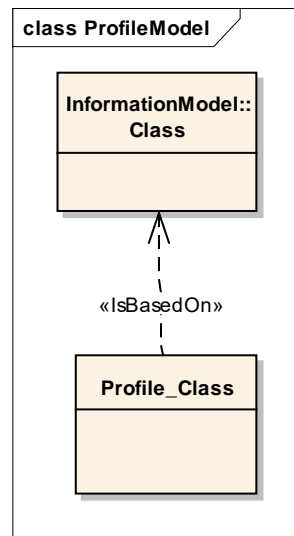 class ProfileModel
InformationModel::
Class
«IsBasedOn»
Profile_Class